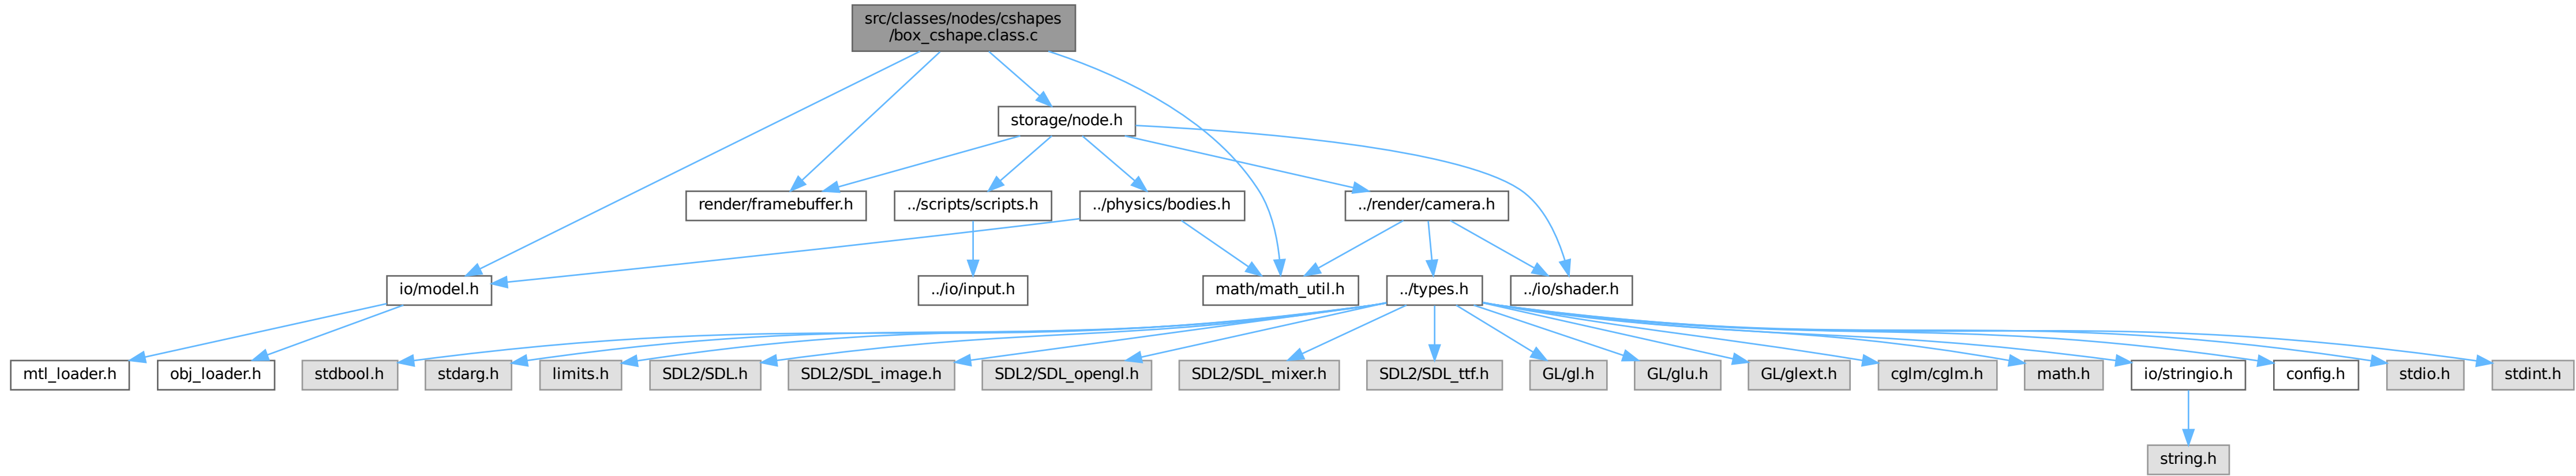 src/classes/nodes/cshapes
/box_cshape.class.c
storage/node.h
render/framebuffer.h
../scripts/scripts.h
../physics/bodies.h
../render/camera.h
io/model.h
../io/input.h
math/math_util.h
../types.h
../io/shader.h
mtl_loader.h
obj_loader.h
stdbool.h
stdarg.h
limits.h
SDL2/SDL.h
SDL2/SDL_image.h
SDL2/SDL_opengl.h
SDL2/SDL_mixer.h
SDL2/SDL_ttf.h
GL/gl.h
GL/glu.h
GL/glext.h
cglm/cglm.h
math.h
io/stringio.h
config.h
stdio.h
stdint.h
string.h